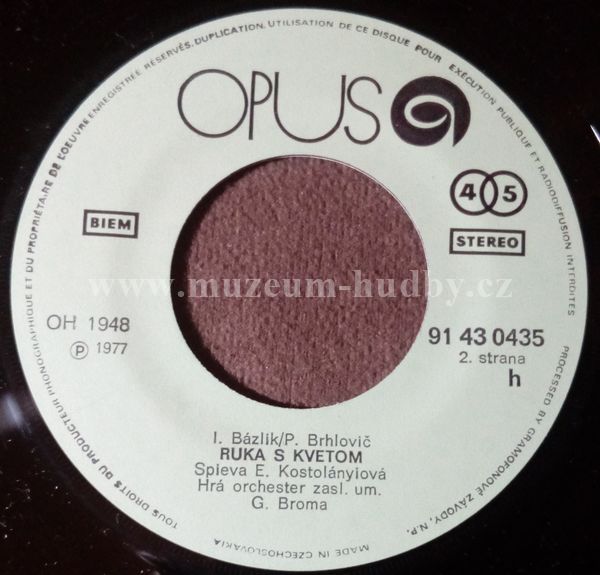 TOUS DROITS DU PRODUCTEUR PHONOGRAPHIQUE ET DU PROPRIÉTAIRE DE L'OEUVRE ENREGISTRÉE RÉSERVÉS. DUPLICATION, UTILISATION DE CE DISQUE POUR EXÉCUTION PUBLIQUE ET RADIODIFFUSION INTERDITES
PROCESSED BY GRAMOFONOVÉ ZÁVODY, N.P.
OPUS
45
BIEM
STEREO
www.muzeum-hudby.cz
OH 1948
91 43 0435
Ⓟ 1977
2. strana
h
I. Bázlik/P. Brhlovič
RUKA S KVETOM
Spieva E. Kostolányiová
Hrá orchester zasl. um.
G. Broma
MADE IN CZECHOSLOVAKIA